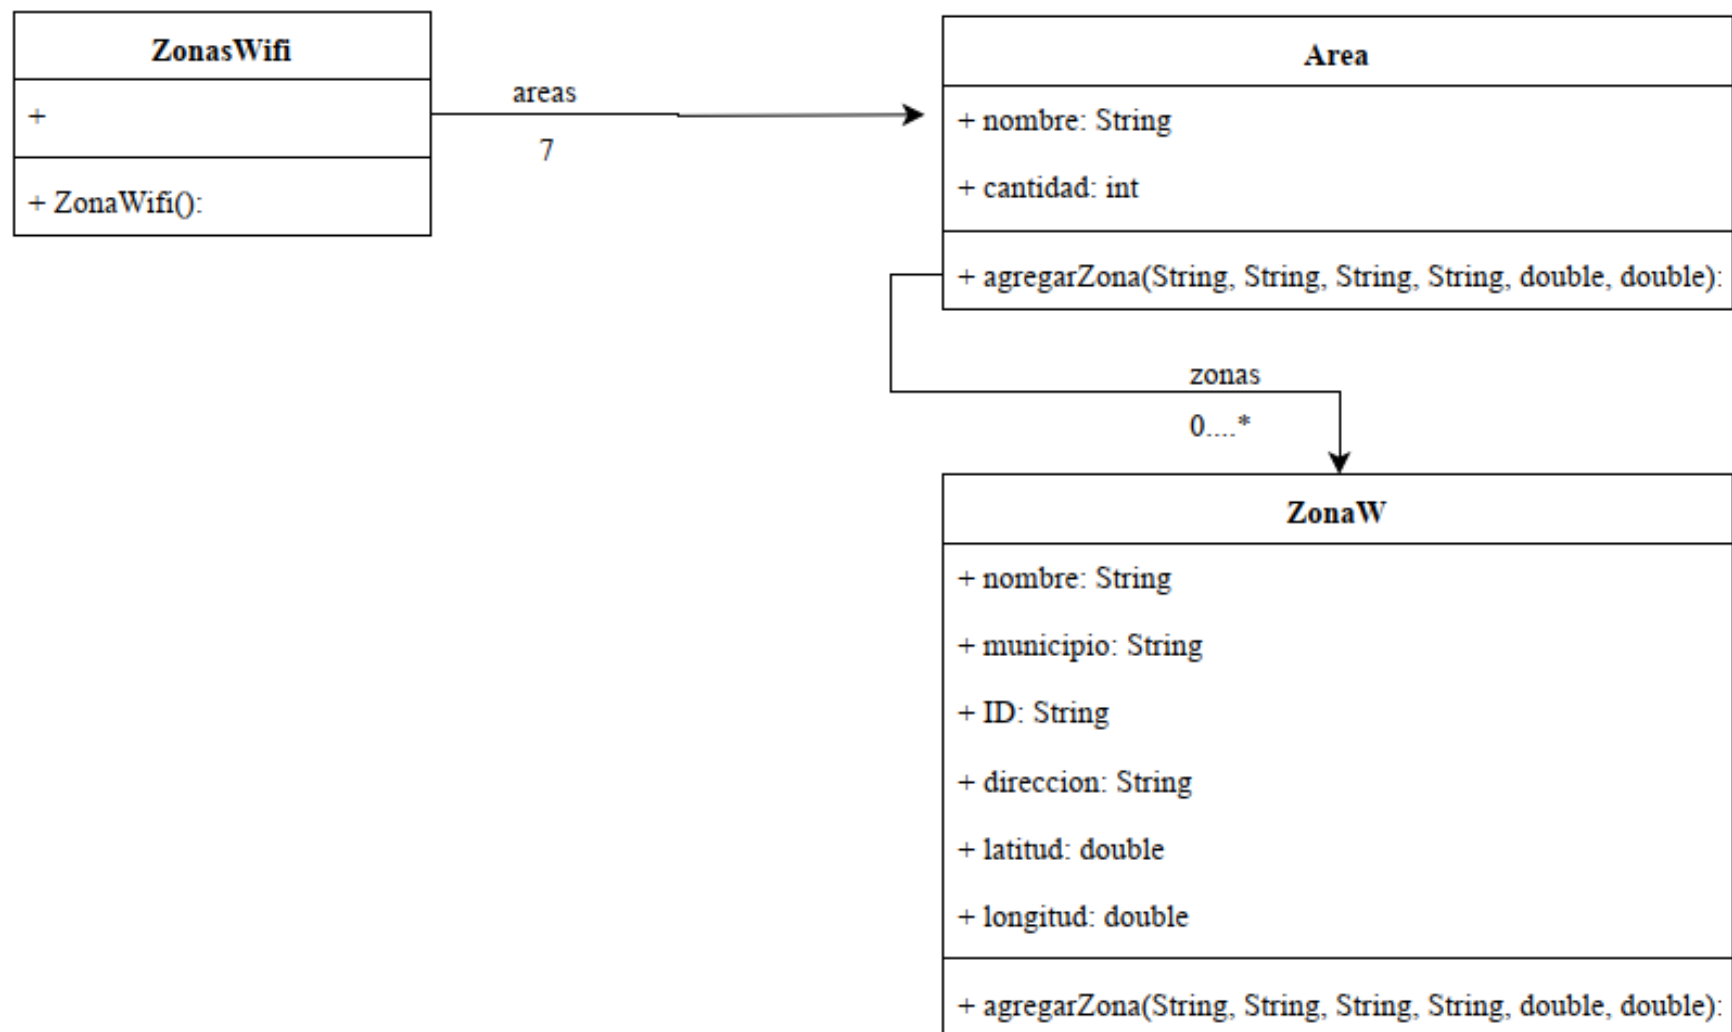 ZonasWifi
+
+ ZonaWifi():
areas
7
Area
+ nombre: String
+ cantidad: int
+ agregarZona(String, String, String, String, double, double):
zonas
0....*
ZonaW
+ nombre: String
+ municipio: String
+ ID: String
+ direccion: String
+ latitud: double
+ longitud: double
+ agregarZona(String, String, String, String, double, double):